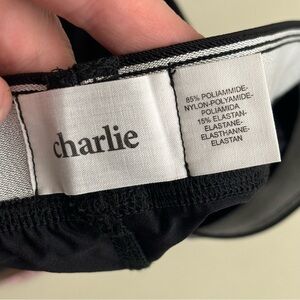 charlie
85% POLIAMMIDE-
NYLON-POLYAMIDE-
POLIAMIDA
15% ELASTAN-
ELASTANE-
ELASTHANNE-
ELASTAN